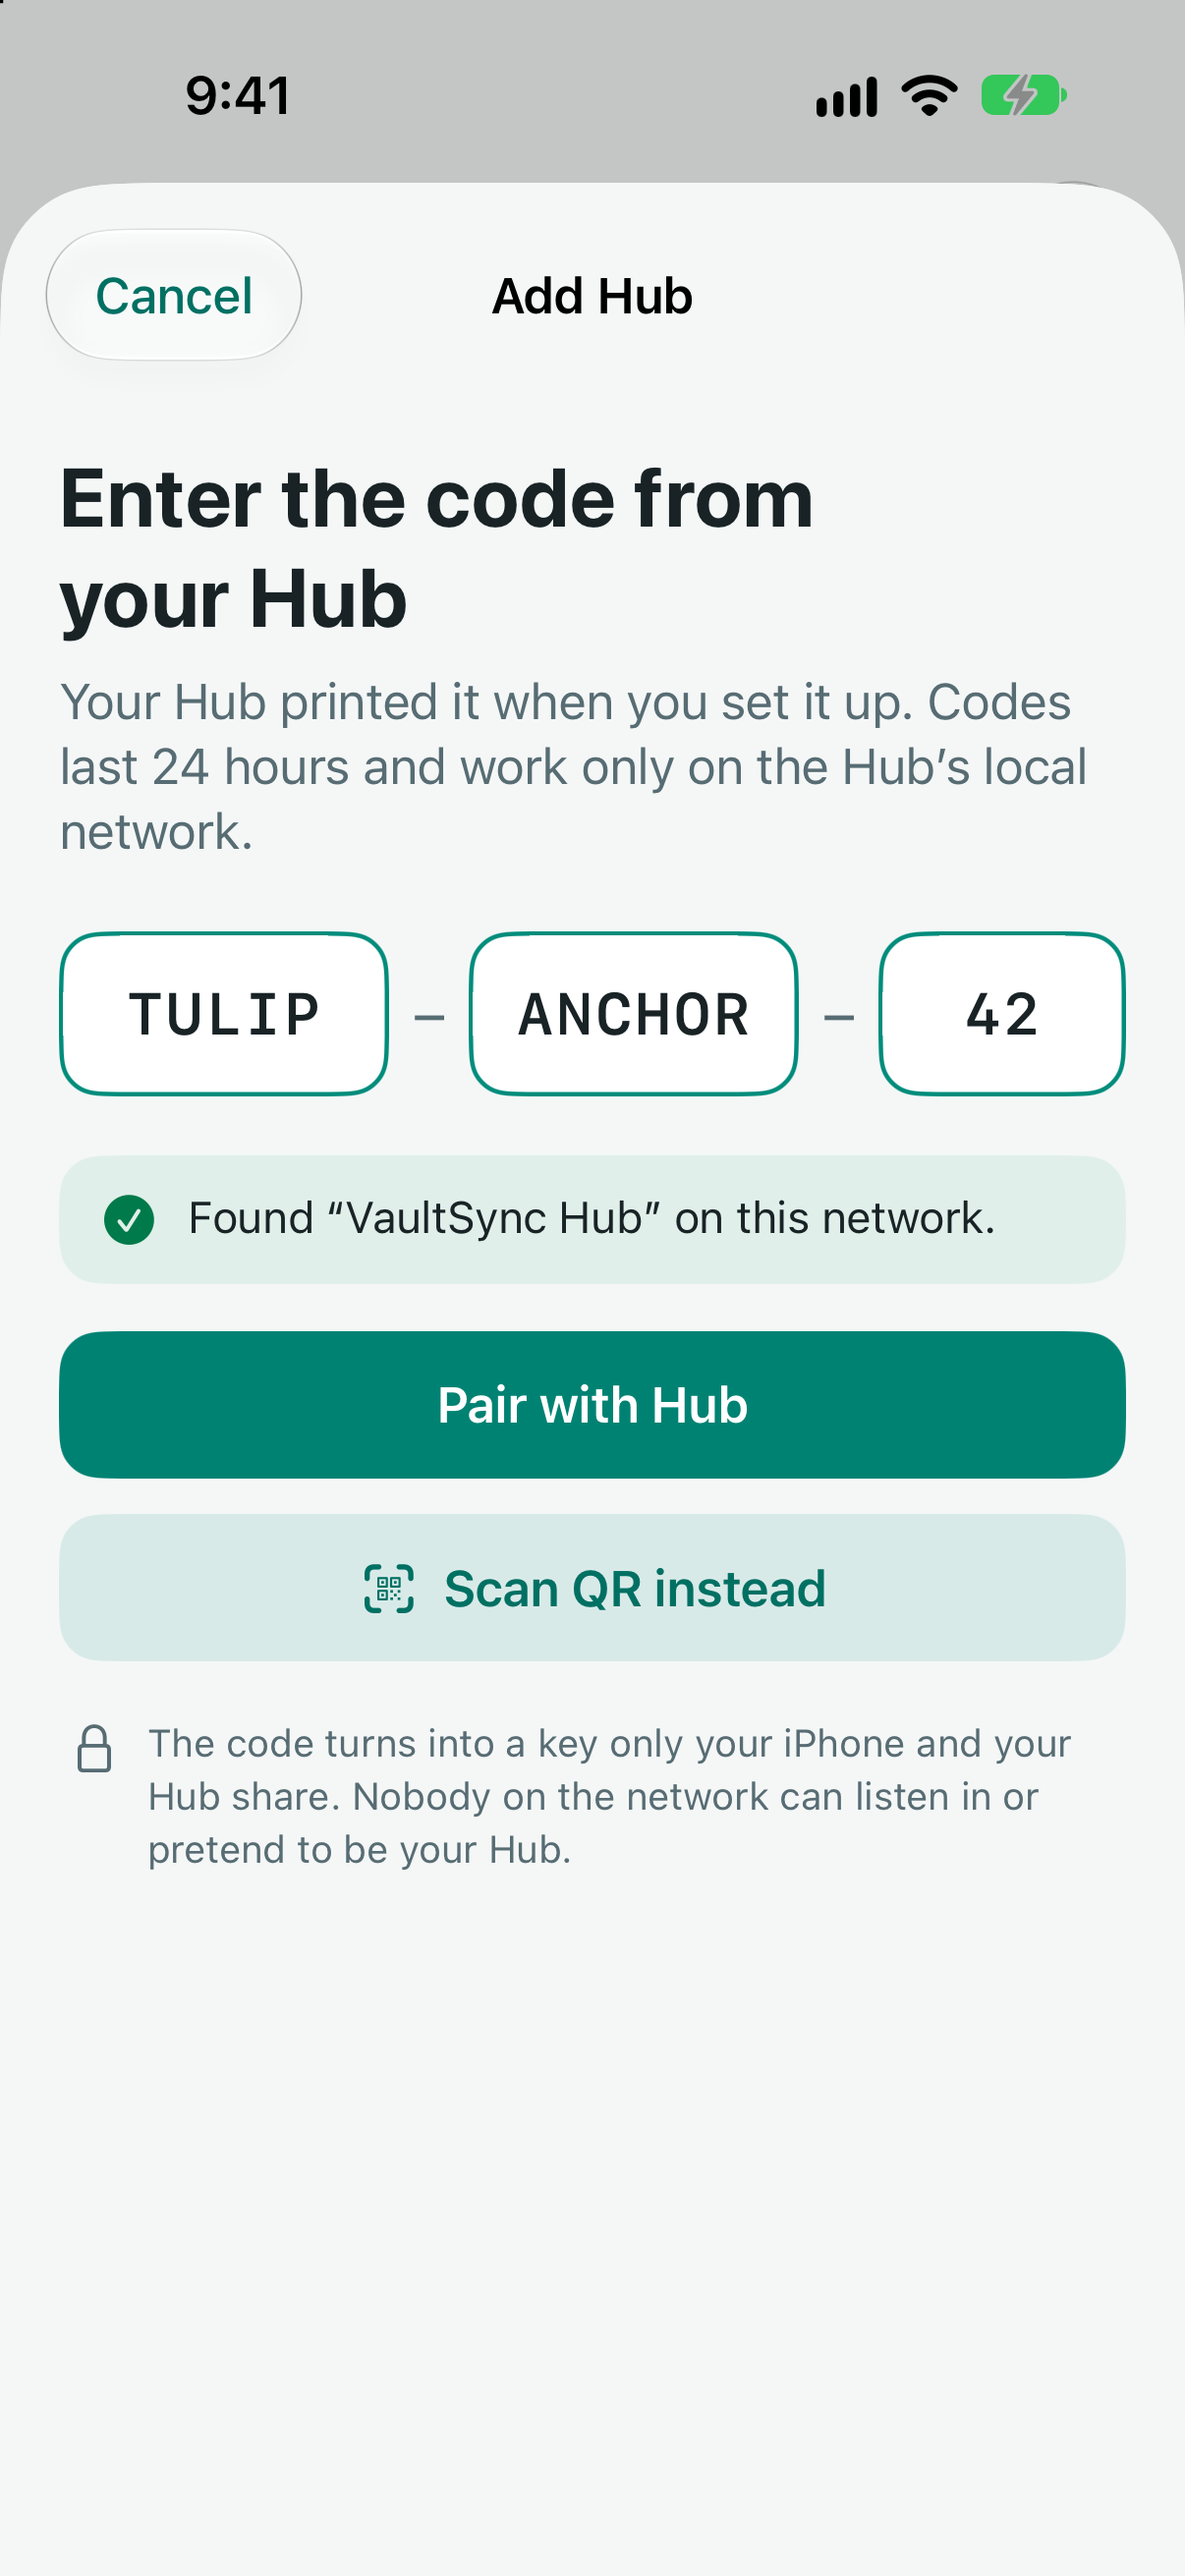 9:41
Cancel
Add Hub
Enter the code from
your Hub
Your Hub printed it when you set it up. Codes
last 24 hours and work only on the Hub’s local
network.
TULIP – ANCHOR – 42
Found “VaultSync Hub” on this network.
Pair with Hub
Scan QR instead
The code turns into a key only your iPhone and your
Hub share. Nobody on the network can listen in or
pretend to be your Hub.